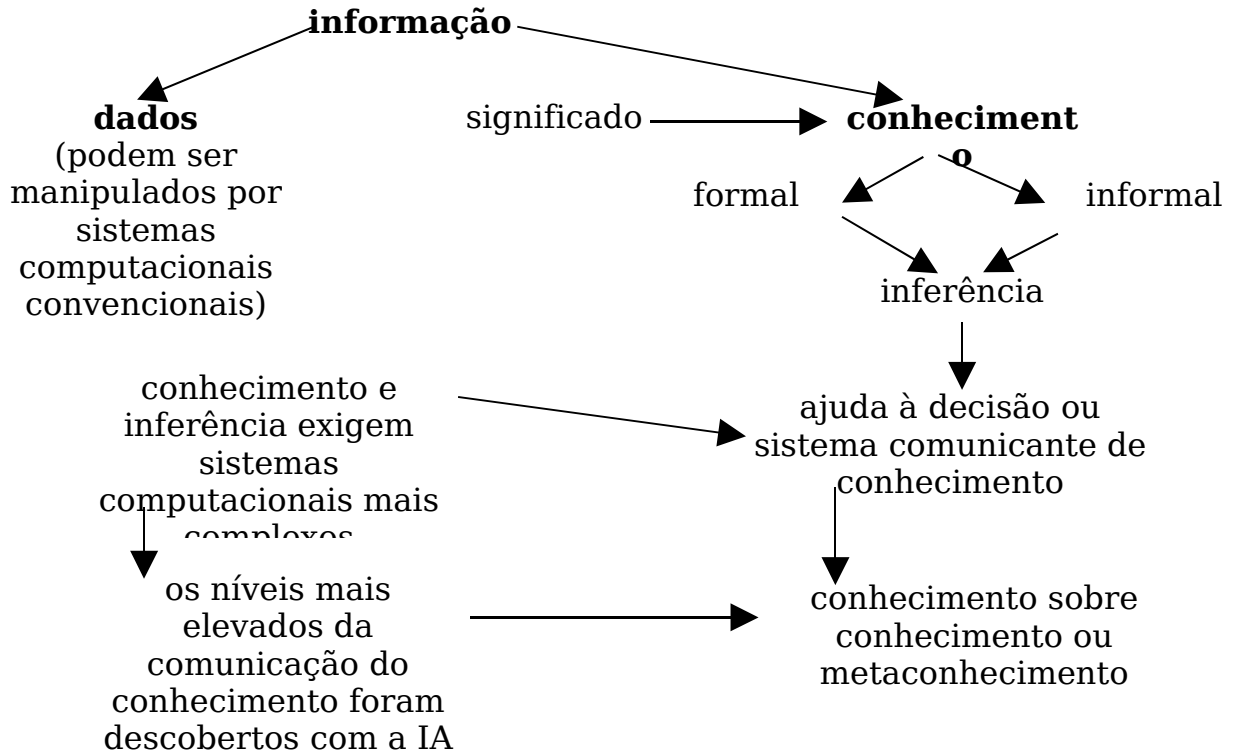 informação
dados
(podem ser
manipulados por
sistemas
computacionais
convencionais)
significado
conheciment
o
formal
informal
inferência
conhecimento e
inferência exigem
sistemas
computacionais mais
complexos
ajuda à decisão ou
sistema comunicante de
conhecimento
os níveis mais
elevados da
comunicação do
conhecimento foram
descobertos com a IA
conhecimento sobre
conhecimento ou
metaconhecimento